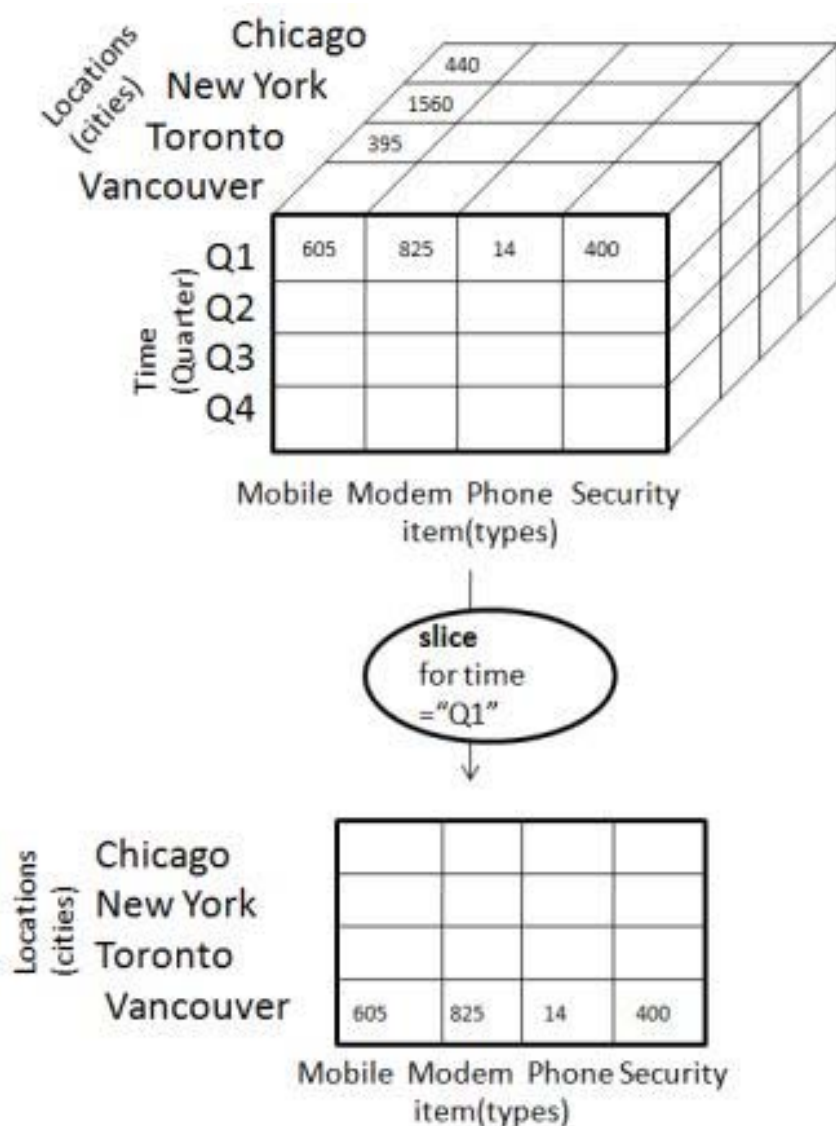 Chicago
New York
Toronto
Vancouver
Locations
(cities)
440
1560
395
Q1 605 825 14 400
Q2
Q3
Q4
Time
(Quarter)
Mobile Modem Phone Security
item(types)
slice
for time
="Q1"
Locations
(cities)
Chicago
New York
Toronto
Vancouver 605 825 14 400
Mobile Modem Phone Security
item(types)